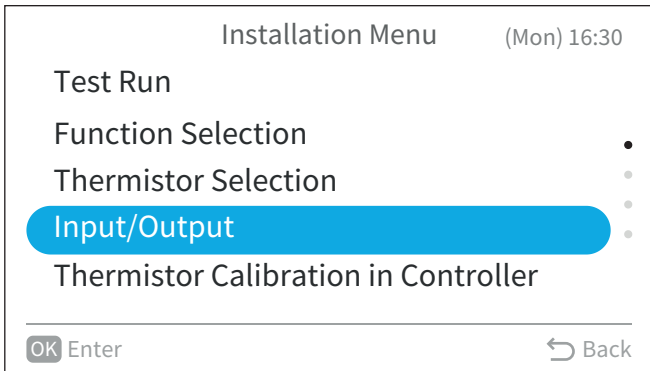 Installation Menu (Mon) 16:30
Test Run
Function Selection
Thermistor Selection
Input/Output
Thermistor Calibration in Controller
OK Enter Back